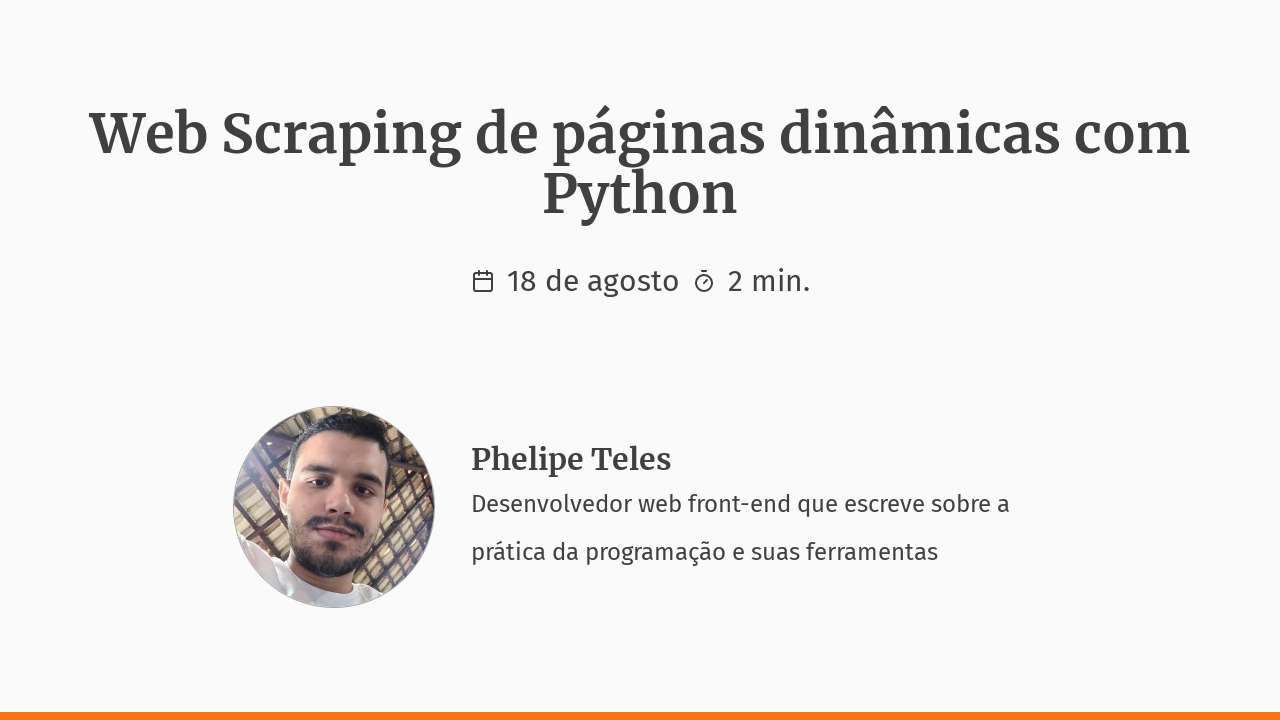 Web Scraping de páginas dinâmicas com
Python
18 de agosto 2 min.
Phelipe Teles
Desenvolvedor web front-end que escreve sobre a
prática da programação e suas ferramentas